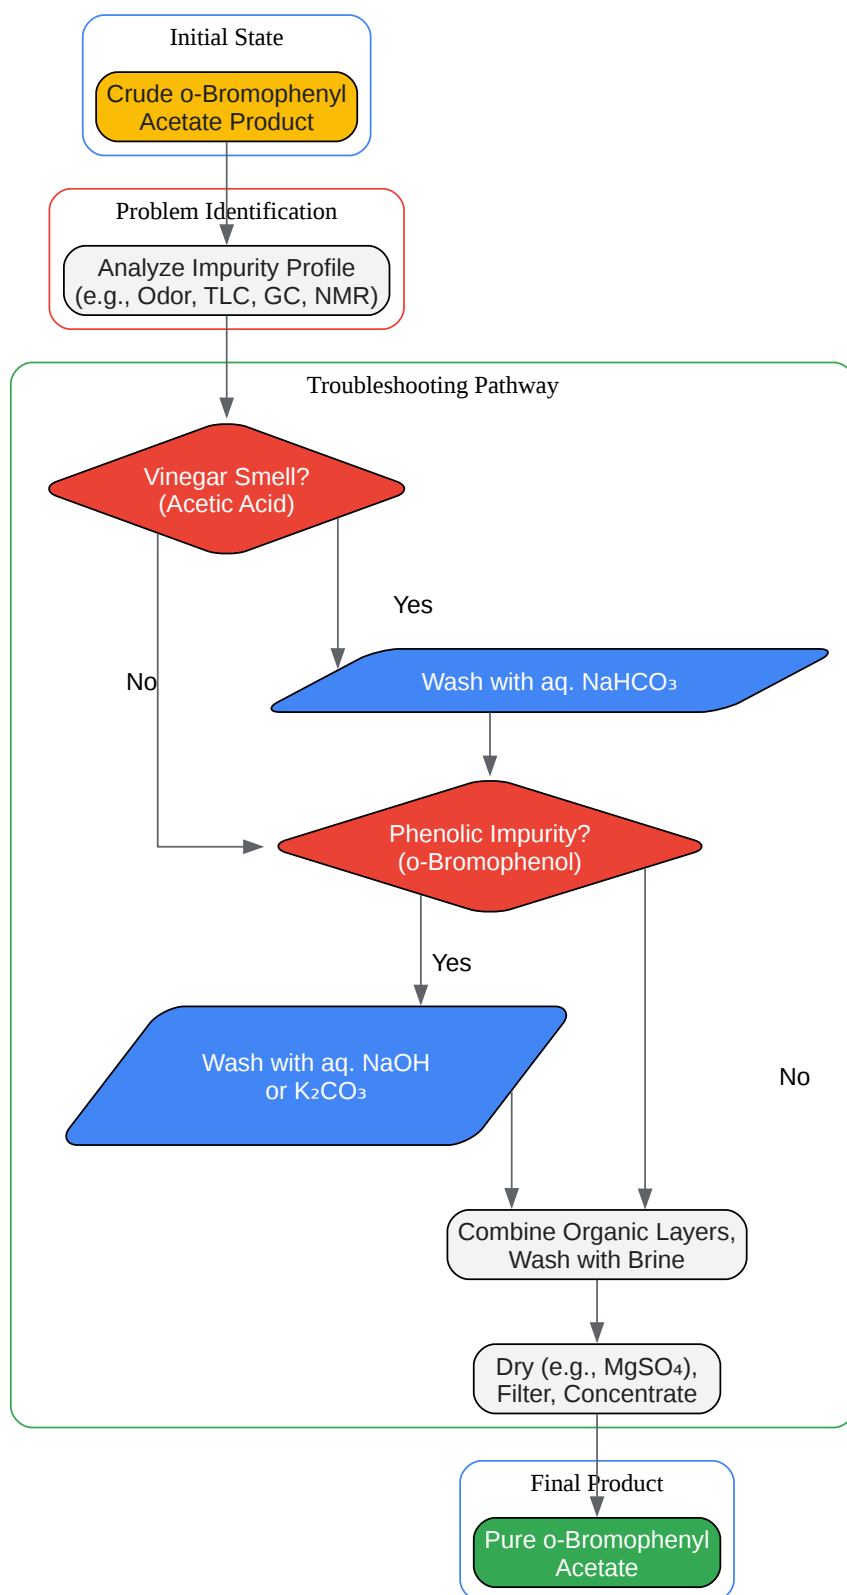 Initial State
Crude o-Bromophenyl
Acetate Product
Problem Identification
Analyze Impurity Profile
(e.g., Odor, TLC, GC, NMR)
Troubleshooting Pathway
Vinegar Smell?
(Acetic Acid)
Yes
No
Wash with aq. NaHCO₃
Phenolic Impurity?
(o-Bromophenol)
Yes
Wash with aq. NaOH
or K₂CO₃
No
Combine Organic Layers,
Wash with Brine
Dry (e.g., MgSO₄),
Filter, Concentrate
Final Product
Pure o-Bromophenyl
Acetate